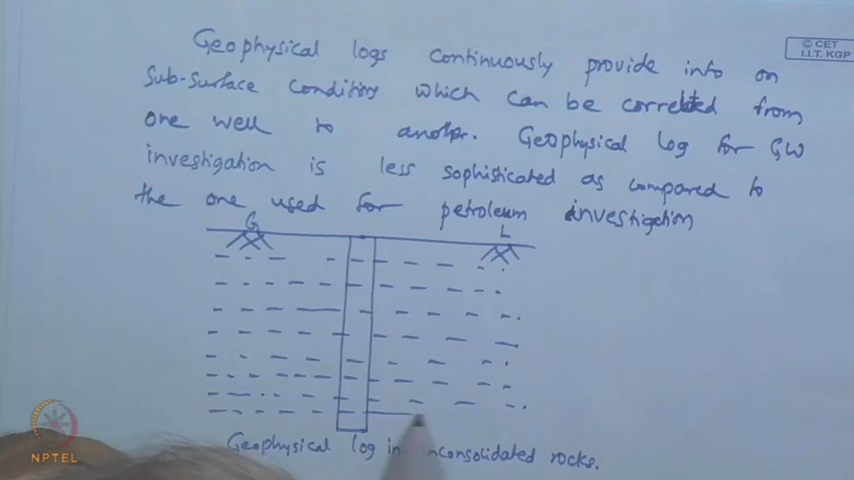 © CET
I.I.T. KGP
Geophysical logs continuously provide info on
Sub-Surface Condition which can be correlated from
one well to another. Geophysical log for GW
investigation is less sophisticated as compared to
the one used for petroleum investigation
G L
Geophysical log in unconsolidated rocks.
NPTEL